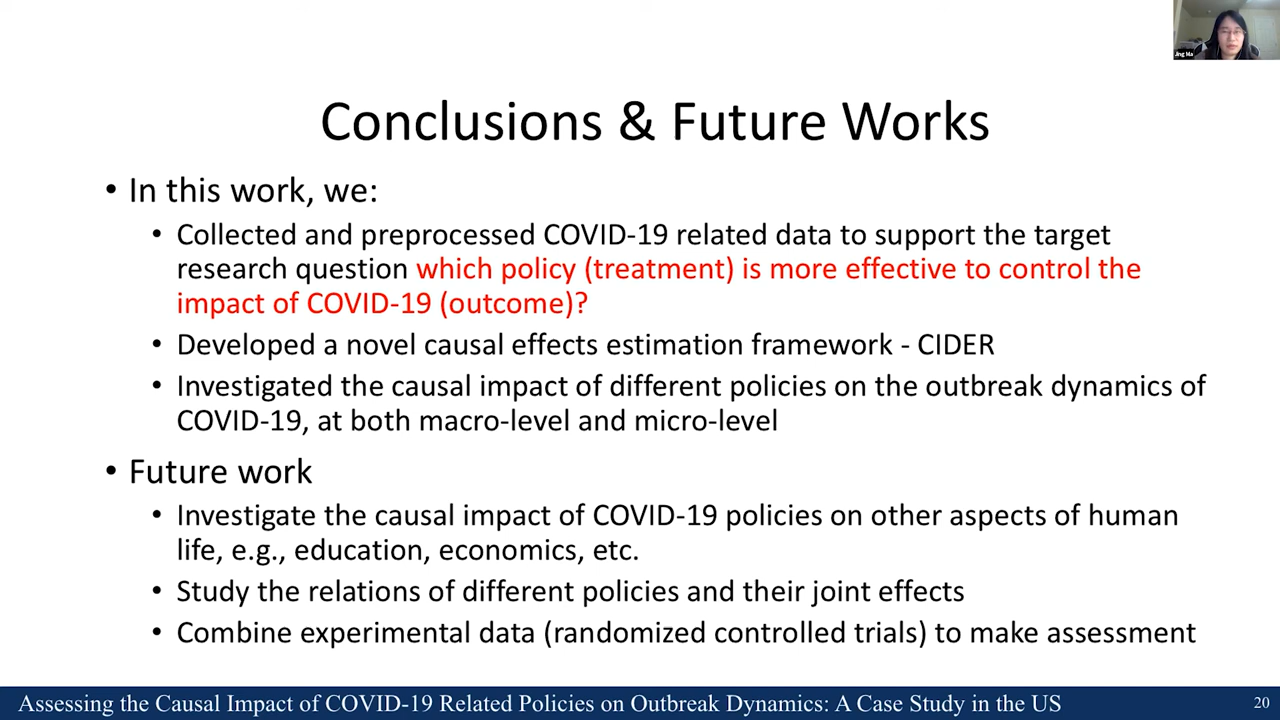 Jing Ma
Conclusions & Future Works
• In this work, we:
• Collected and preprocessed COVID-19 related data to support the target
research question which policy (treatment) is more effective to control the
impact of COVID-19 (outcome)?
• Developed a novel causal effects estimation framework - CIDER
• Investigated the causal impact of different policies on the outbreak dynamics of
COVID-19, at both macro-level and micro-level
• Future work
• Investigate the causal impact of COVID-19 policies on other aspects of human
life, e.g., education, economics, etc.
• Study the relations of different policies and their joint effects
• Combine experimental data (randomized controlled trials) to make assessment
Assessing the Causal Impact of COVID-19 Related Policies on Outbreak Dynamics: A Case Study in the US
20